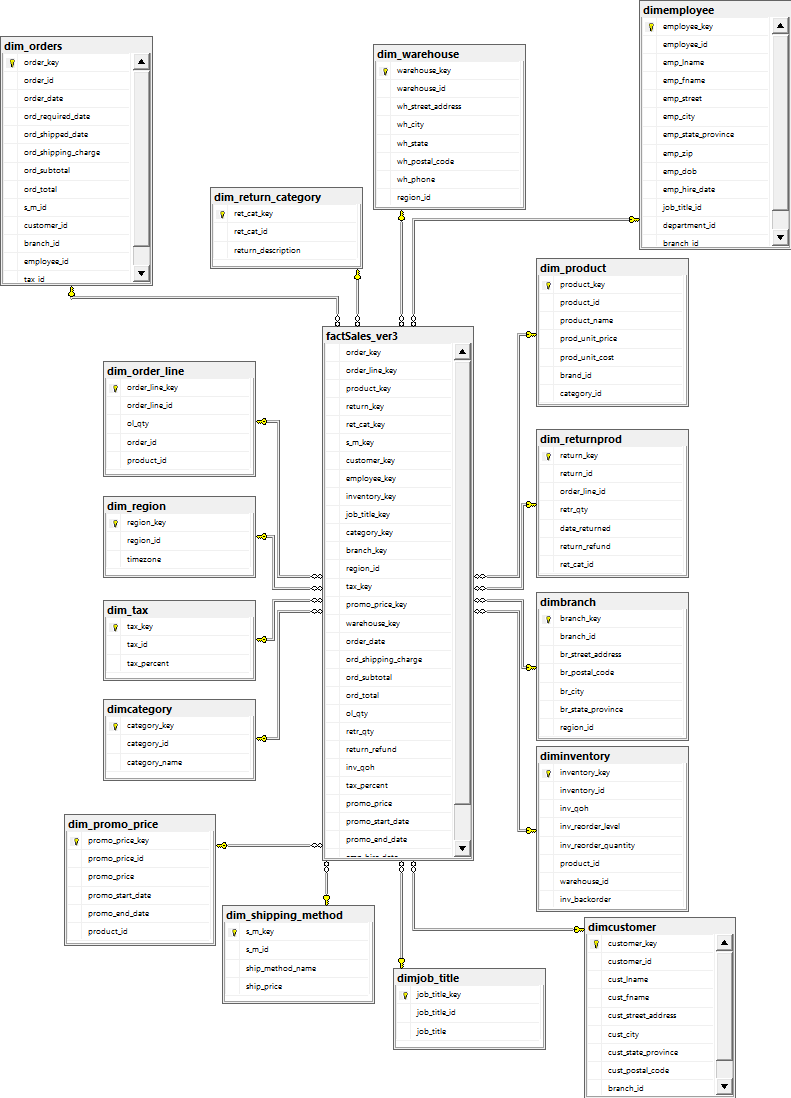 dim_orders
order_key
order_id
order_date
ord_required_date
ord_shipped_date
ord_shipping_charge
ord_subtotal
ord_total
s_m_id
customer_id
branch_id
employee_id
tax_id
dim_warehouse
warehouse_key
warehouse_id
wh_street_address
wh_city
wh_state
wh_postal_code
wh_phone
region_id
dimemployee
employee_key
employee_id
emp_lname
emp_fname
emp_street
emp_city
emp_state_province
emp_zip
emp_dob
emp_hire_date
job_title_id
department_id
branch_id
dim_return_category
ret_cat_key
ret_cat_id
return_description
dim_product
product_key
product_id
product_name
prod_unit_price
prod_unit_cost
brand_id
category_id
factSales_ver3
order_key
order_line_key
product_key
return_key
ret_cat_key
s_m_key
customer_key
employee_key
inventory_key
job_title_key
category_key
branch_key
region_id
tax_key
promo_price_key
warehouse_key
order_date
ord_shipping_charge
ord_subtotal
ord_total
ol_qty
retr_qty
return_refund
inv_qoh
tax_percent
promo_price
promo_start_date
promo_end_date
emp_hire_date
dim_order_line
order_line_key
order_line_id
ol_qty
order_id
product_id
dim_returnprod
return_key
return_id
order_line_id
retr_qty
date_returned
return_refund
ret_cat_id
dim_region
region_key
region_id
timezone
dim_tax
tax_key
tax_id
tax_percent
dimbranch
branch_key
branch_id
br_street_address
br_postal_code
br_city
br_state_province
region_id
dimcategory
category_key
category_id
category_name
diminventory
inventory_key
inventory_id
inv_qoh
inv_reorder_level
inv_reorder_quantity
product_id
warehouse_id
inv_backorder
dim_promo_price
promo_price_key
promo_price_id
promo_price
promo_start_date
promo_end_date
product_id
dim_shipping_method
s_m_key
s_m_id
ship_method_name
ship_price
dimjob_title
job_title_key
job_title_id
job_title
dimcustomer
customer_key
customer_id
cust_lname
cust_fname
cust_street_address
cust_city
cust_state_province
cust_postal_code
branch_id